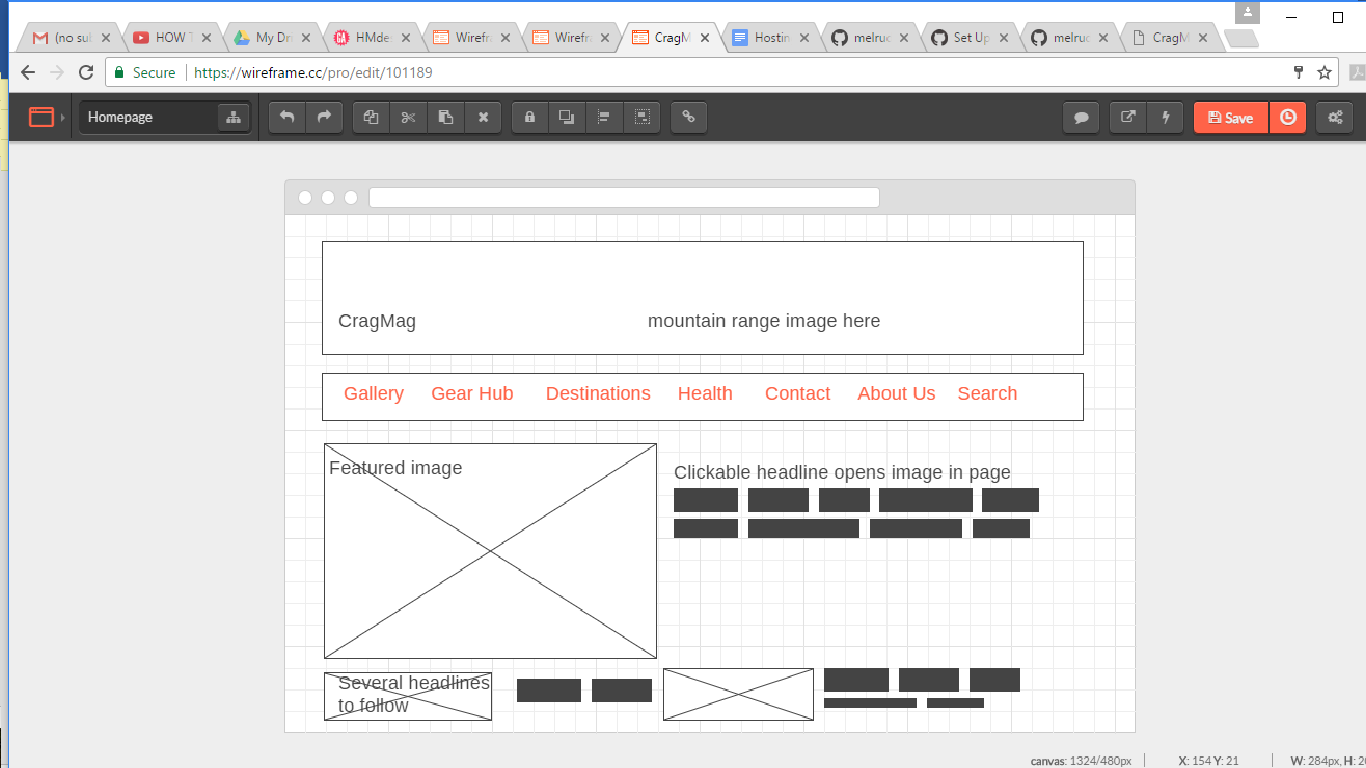 (no su
HOW T
My Dr
HMde
Wirefr
Wirefr
CragM
Hostin
melruc
Set Up
melruc
CragM
Secure https://wireframe.cc/pro/edit/101189
Homepage
Save
CragMag mountain range image here
Gallery Gear Hub Destinations Health Contact About Us Search
Featured image
Clickable headline opens image in page
Several headlines
to follow
canvas: 1324/480px X: 154 Y: 21 W: 284px, H: 2